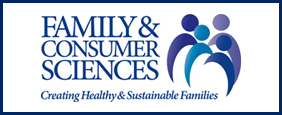 FAMILY &
CONSUMER
SCIENCES
Creating Healthy & Sustainable Families